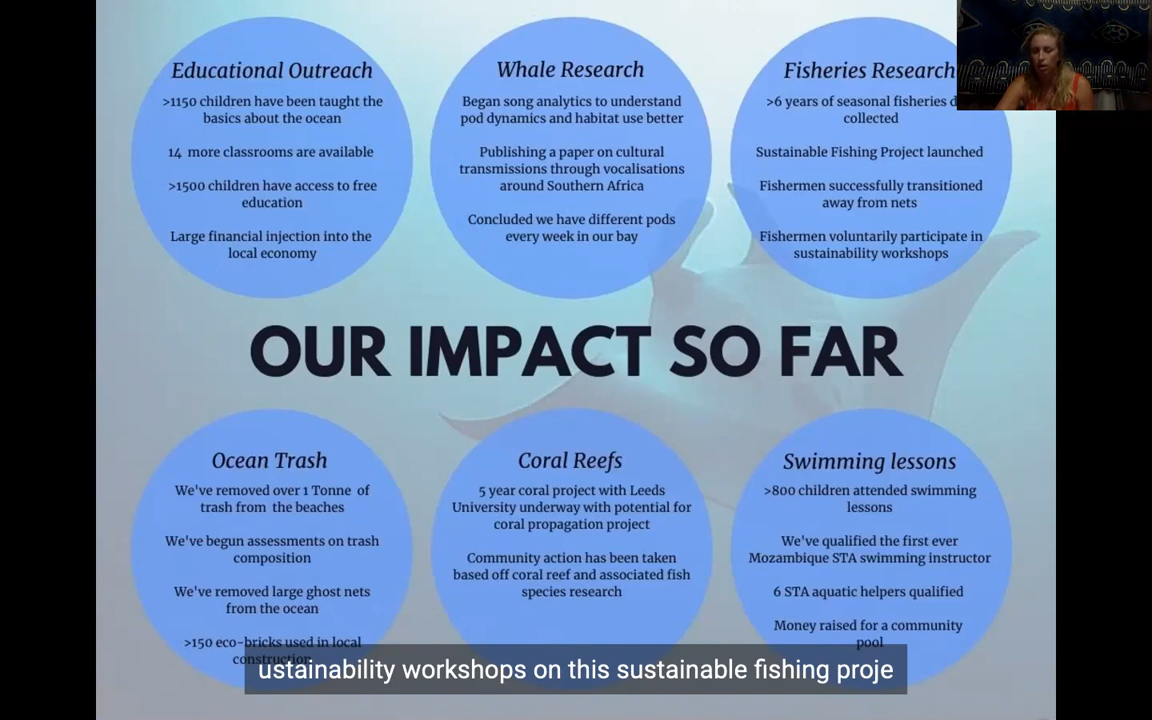 Educational Outreach
>1150 children have been taught the
basics about the ocean
14 more classrooms are available
>1500 children have access to free
education
Large financial injection into the
local economy
Whale Research
Began song analytics to understand
pod dynamics and habitat use better
Publishing a paper on cultural
transmissions through vocalisations
around Southern Africa
Concluded we have different pods
every week in our bay
Fisheries Research
>6 years of seasonal fisheries
collected
Sustainable Fishing Project launched
Fishermen successfully transitioned
away from nets
Fishermen voluntarily participate in
sustainability workshops
OUR IMPACT SO FAR
Ocean Trash
We've removed over 1 Tonne of
trash from the beaches
We've begun assessments on trash
composition
We've removed large ghost nets
from the ocean
>150 eco-bricks used in local
construction
Coral Reefs
5 year coral project with Leeds
University underway with potential for
coral propagation project
Community action has been taken
based off coral reef and associated fish
species research
Swimming lessons
>800 children attended swimming
lessons
We've qualified the first ever
Mozambique STA swimming instructor
6 STA aquatic helpers qualified
Money raised for a community
pool
ustainability workshops on this sustainable fishing proje